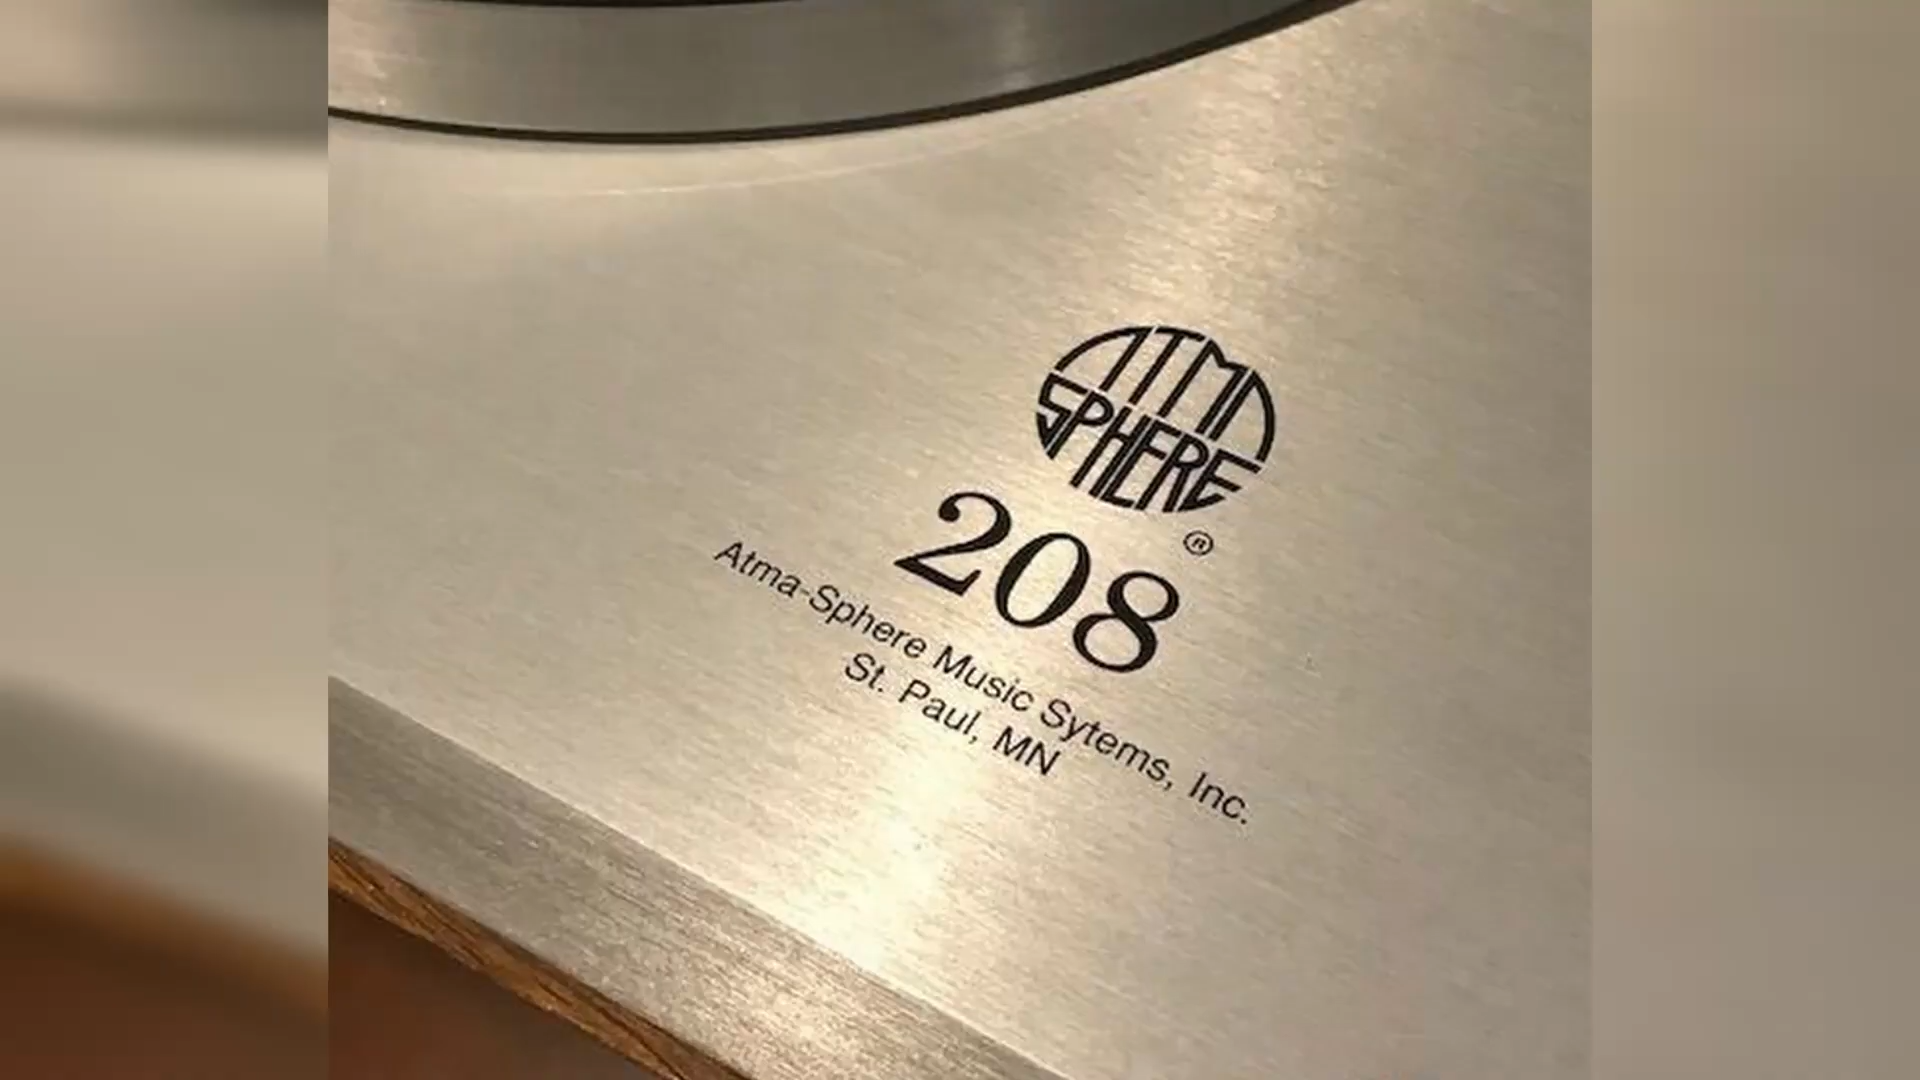 ATMA
SPHERE
®
208
Atma-Sphere Music Sytems, Inc.
St. Paul, MN